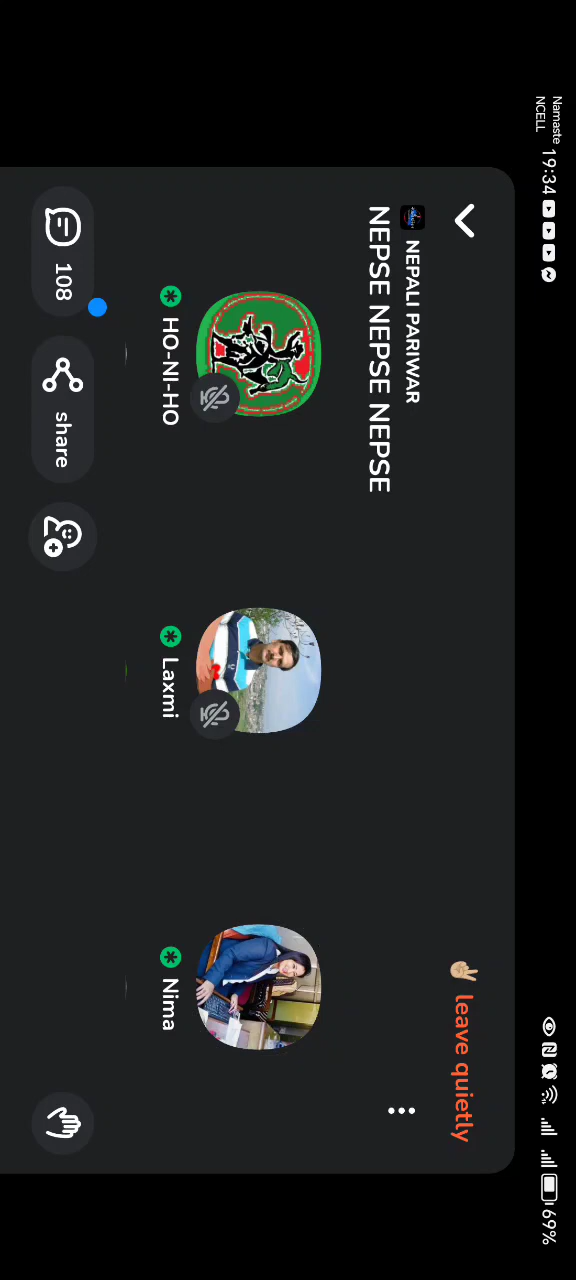 Namaste
NCELL
19:34
69%
leave quietly
NEPALI PARIWAR
NEPSE NEPSE NEPSE
HO-NI-HO
Laxmi
Nima
108
share